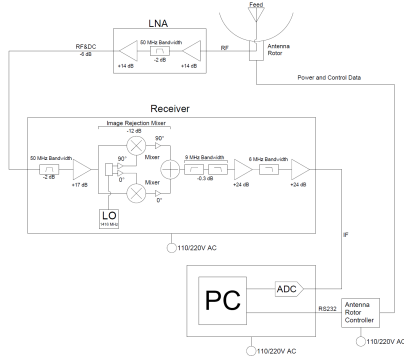 Feed
LNA
50 MHz Bandwidth
RF&DC
-6 dB
+14 dB
-2 dB
+14 dB
RF
Antenna
Rotor
Power and Control Data
Receiver
Image Rejection Mixer
-12 dB
50 MHz Bandwidth
-2 dB
+17 dB
90°
0°
Mixer
90°
Mixer
0°
LO
1419 MHz
9 MHz Bandwidth
-0.3 dB
+24 dB
6 MHz Bandwidth
+24 dB
110/220V AC
IF
PC
ADC
RS232
Antenna
Rotor
Controller
110/220V AC
110/220V AC